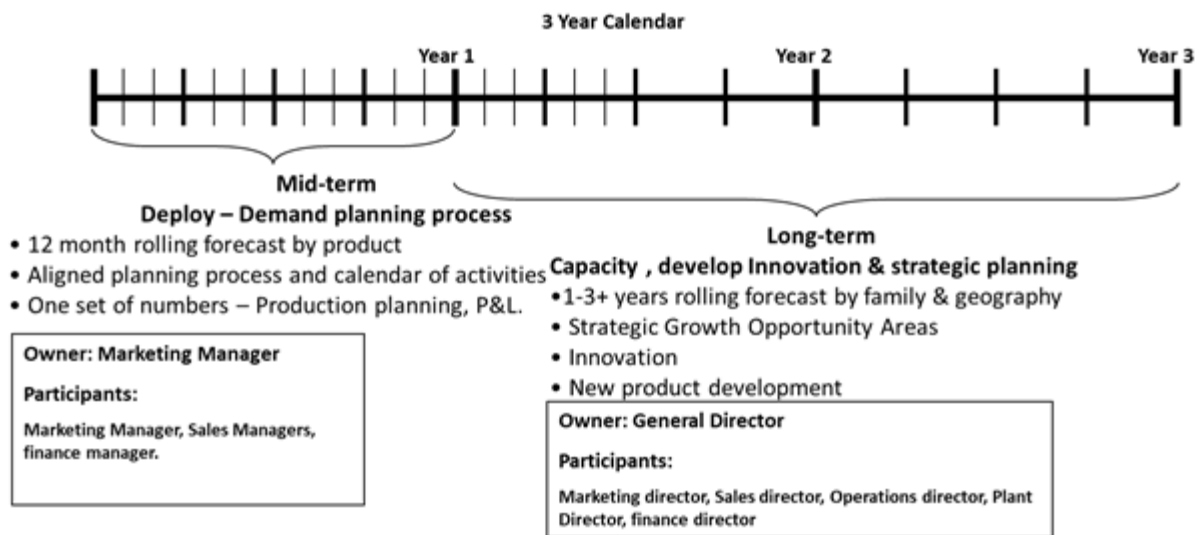 3 Year Calendar
Year 1
Year 2
Year 3
Mid-term
Deploy – Demand planning process
• 12 month rolling forecast by product
• Aligned planning process and calendar of activities
• One set of numbers – Production planning, P&L.
Owner: Marketing Manager
Participants:
Marketing Manager, Sales Managers,
finance manager.
Long-term
Capacity , develop Innovation & strategic planning
•1-3+ years rolling forecast by family & geography
• Strategic Growth Opportunity Areas
• Innovation
• New product development
Owner: General Director
Participants:
Marketing director, Sales director, Operations director, Plant
Director, finance director